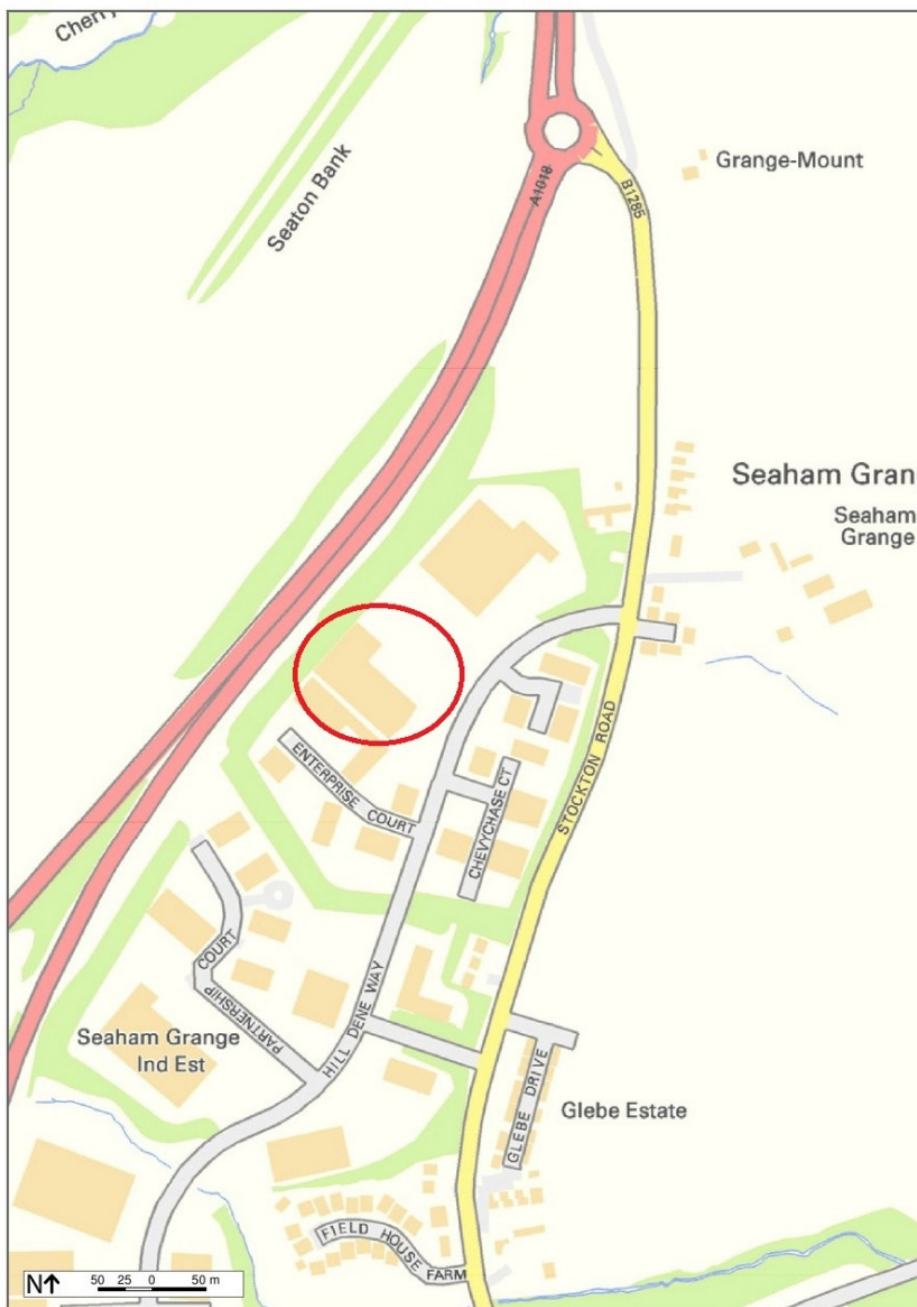 Cherry
Seaton Bank
A1018
B1285
Grange-Mount
Seaham Gran
Seaham
Grange
ENTERPRISE COURT
CHEVYCHASE CT
STOCKTON ROAD
PARTNERSHIP COURT
HILL DENE WAY
Seaham Grange
Ind Est
GLEBE DRIVE
Glebe Estate
FIELD HOUSE FARM
N 50 25 0 50 m